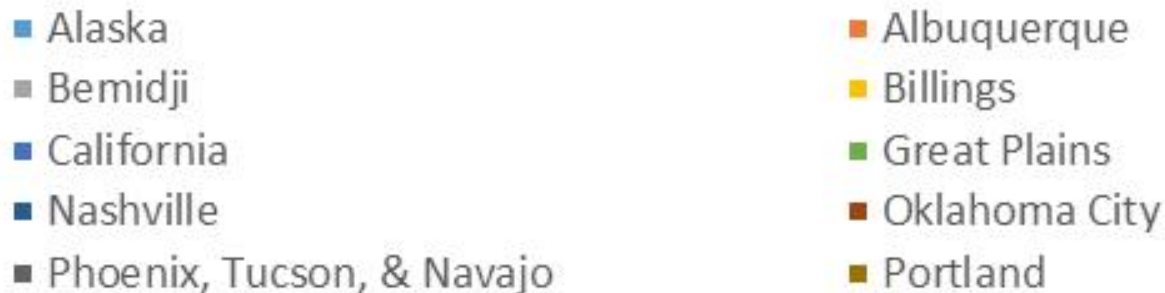 Alaska
Albuquerque
Bemidji
Billings
California
Great Plains
Nashville
Oklahoma City
Phoenix, Tucson, & Navajo
Portland